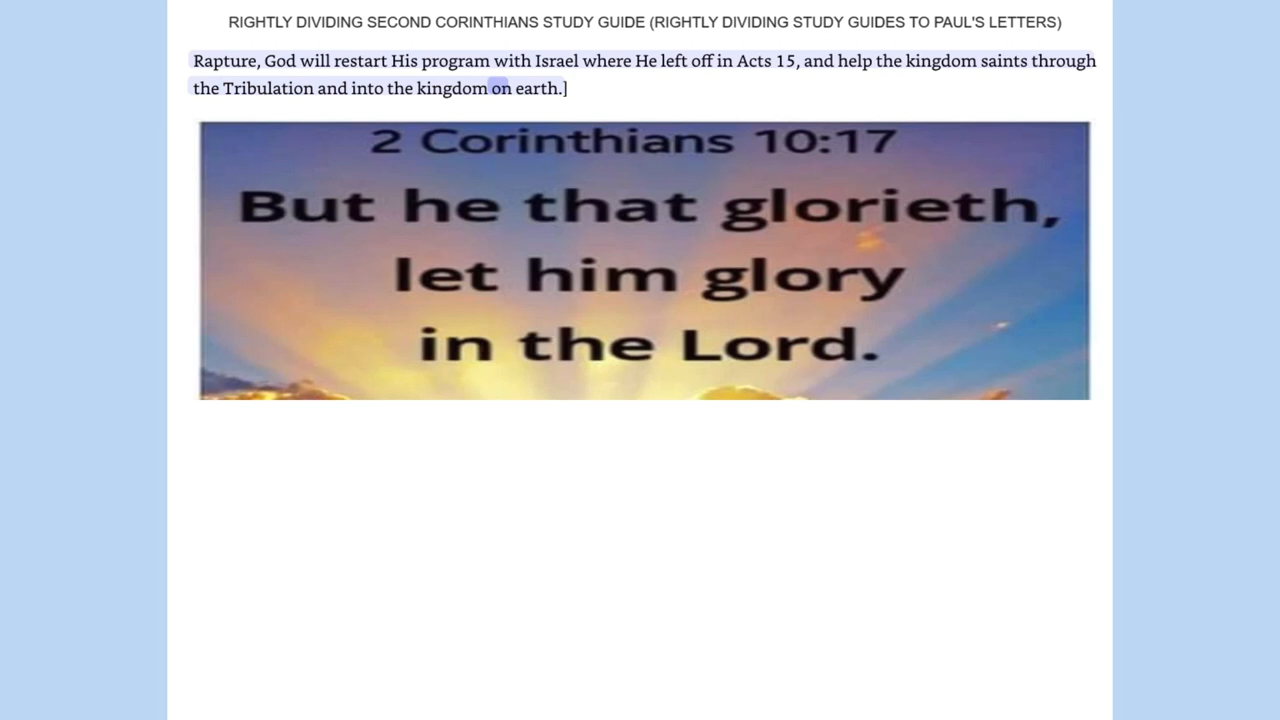 RIGHTLY DIVIDING SECOND CORINTHIANS STUDY GUIDE (RIGHTLY DIVIDING STUDY GUIDES TO PAUL'S LETTERS)
Rapture, God will restart His program with Israel where He left off in Acts 15, and help the kingdom saints through
the Tribulation and into the kingdom on earth.]
2 Corinthians 10:17
But he that glorieth,
let him glory
in the Lord.